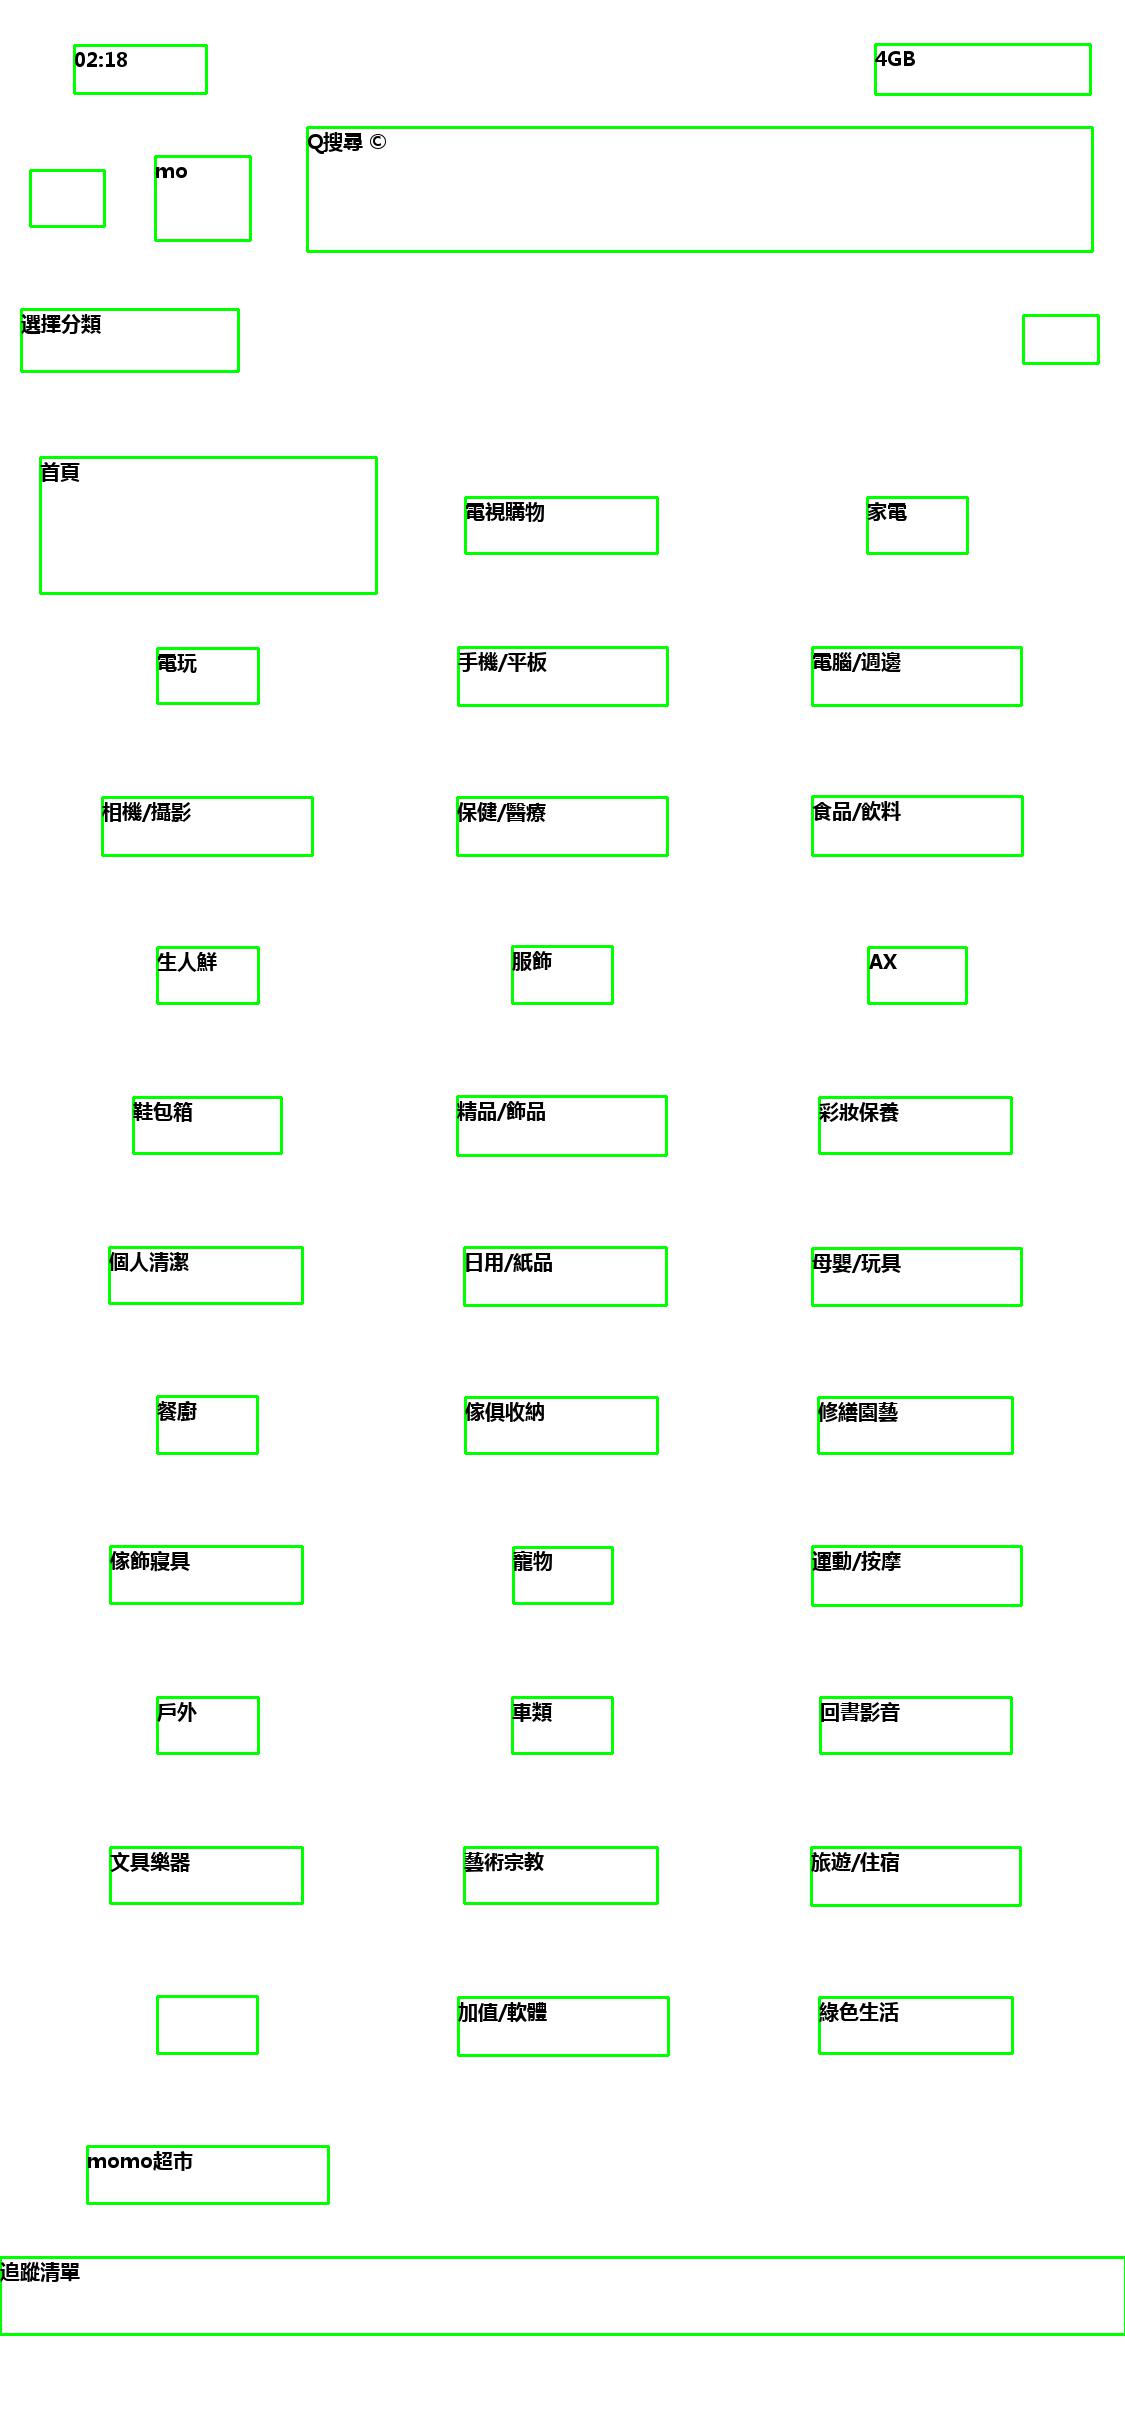 02:18
4GB
Q搜尋 ©
mo
選擇分類
首頁
電視購物
家電
電玩
手機/平板
電腦/週邊
相機/攝影
保健/醫療
食品/飲料
生人鮮
服飾
AX
鞋包箱
精品/飾品
彩妝保養
個人清潔
日用/紙品
母嬰/玩具
餐廚
傢俱收納
修繕園藝
傢飾寢具
寵物
運動/按摩
戶外
車類
回書影音
文具樂器
藝術宗教
旅遊/住宿
加值/軟體
綠色生活
momo超市
追蹤清單